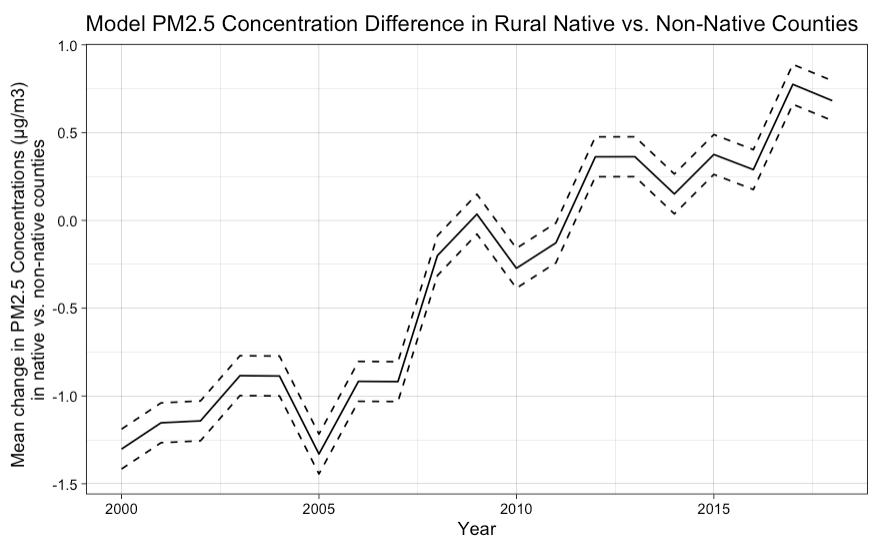 Model PM2.5 Concentration Difference in Rural Native vs. Non-Native Counties
Mean change in PM2.5 Concentrations (µg/m3)
in native vs. non-native counties
1.0
0.5
0.0
-0.5
-1.0
-1.5
2000
2005
2010
2015
Year